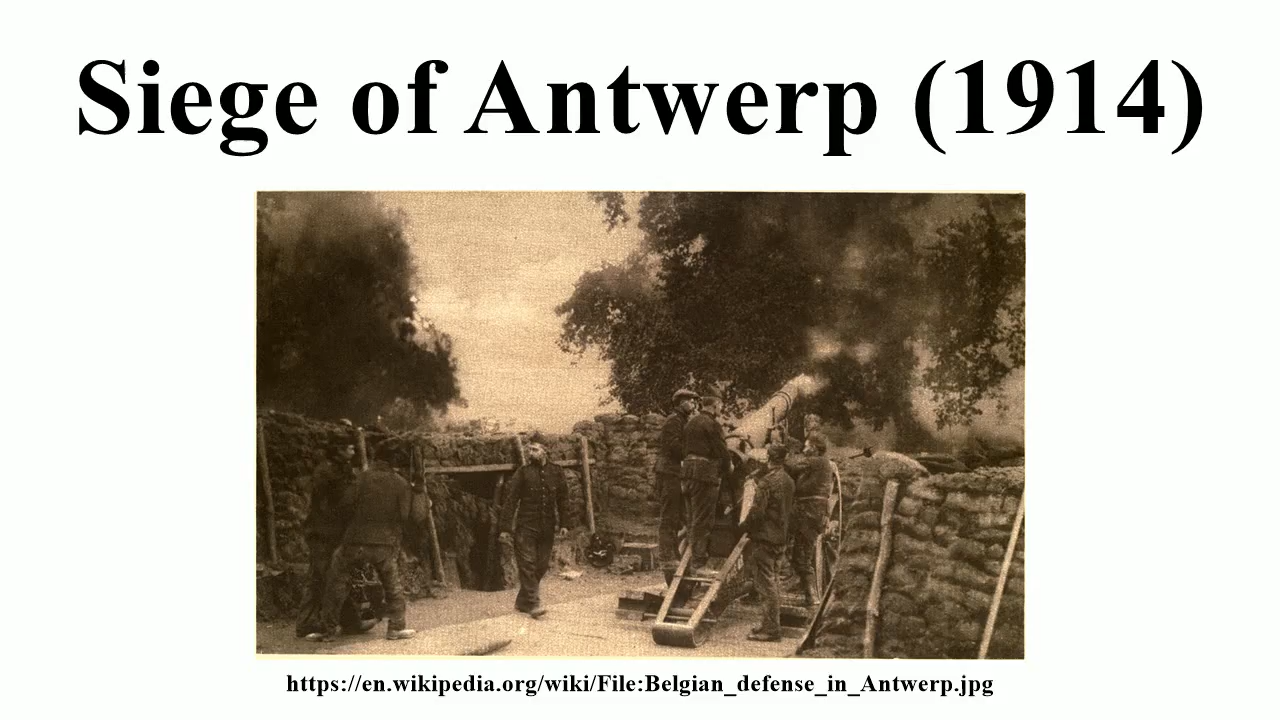 Siege of Antwerp (1914)
https://en.wikipedia.org/wiki/File:Belgian_defense_in_Antwerp.jpg